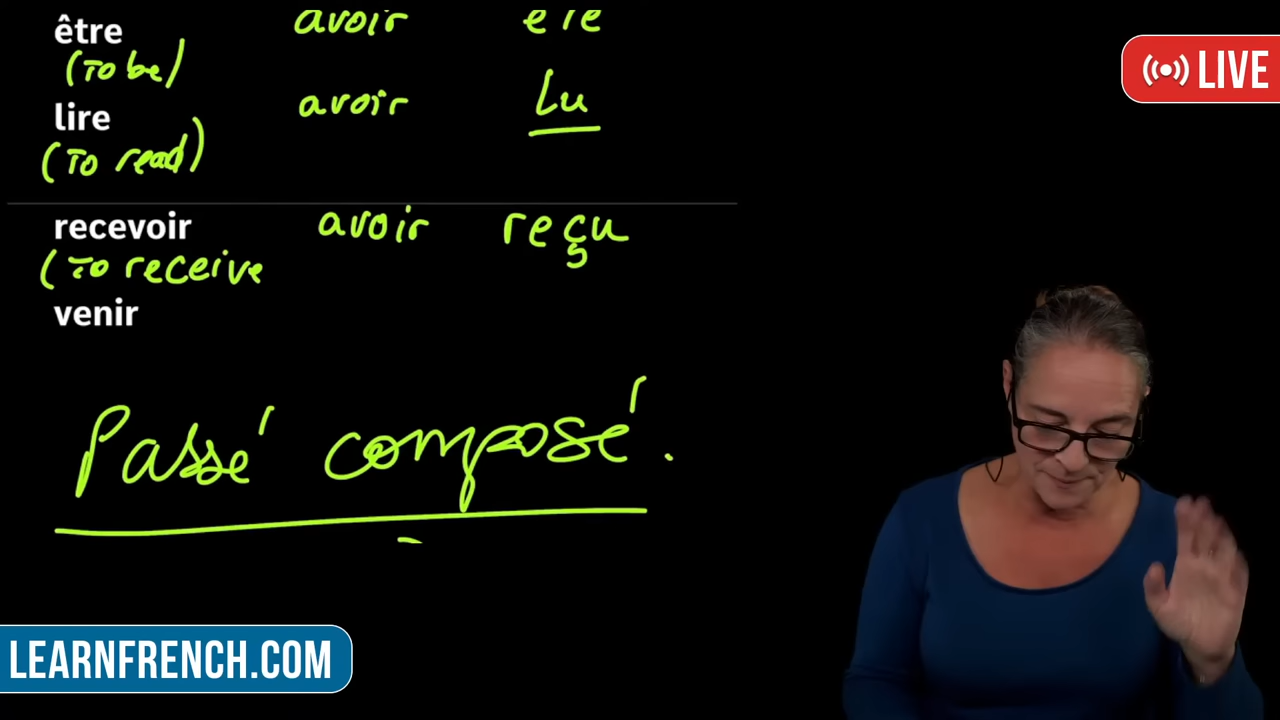 être avoir été
(To be)
lire avoir Lu
(To read)
recevoir avoir reçu
(To receive
venir
Passé composé.
LIVE
LEARNFRENCH.COM